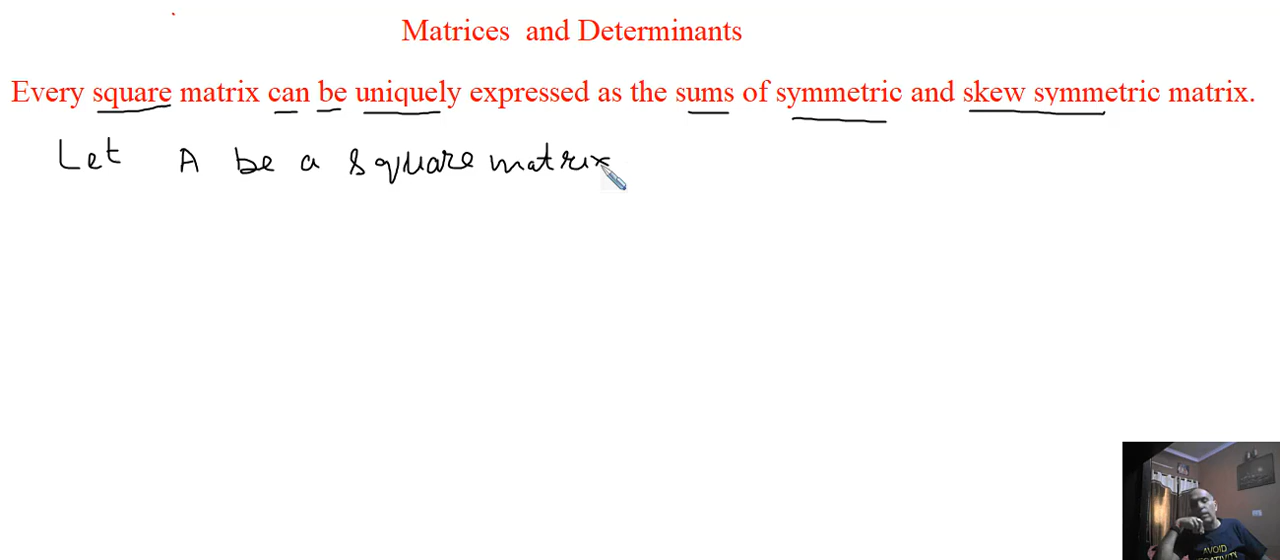 Matrices and Determinants
Every square matrix can be uniquely expressed as the sums of symmetric and skew symmetric matrix.
Let A be a square matrix
AVOID